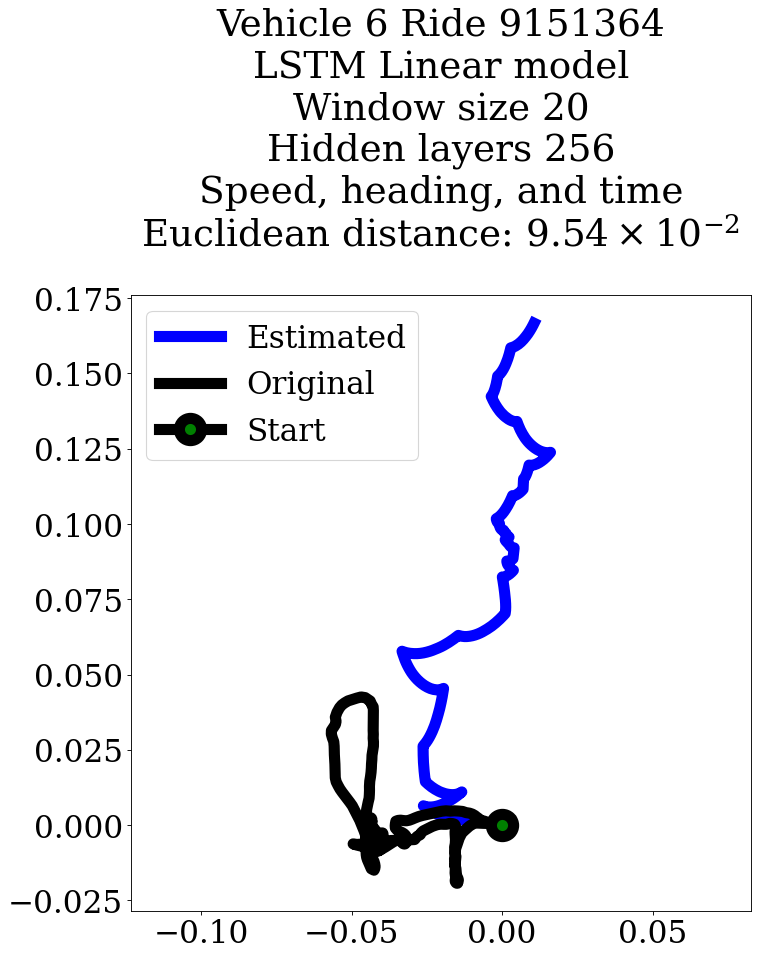 Vehicle 6 Ride 9151364
LSTM Linear model
Window size 20
Hidden layers 256
Speed, heading, and time
Euclidean distance: 9.54 × 10⁻²
0.175
0.150
0.125
0.100
0.075
0.050
0.025
0.000
−0.025
Estimated
Original
Start
−0.10 −0.05 0.00 0.05